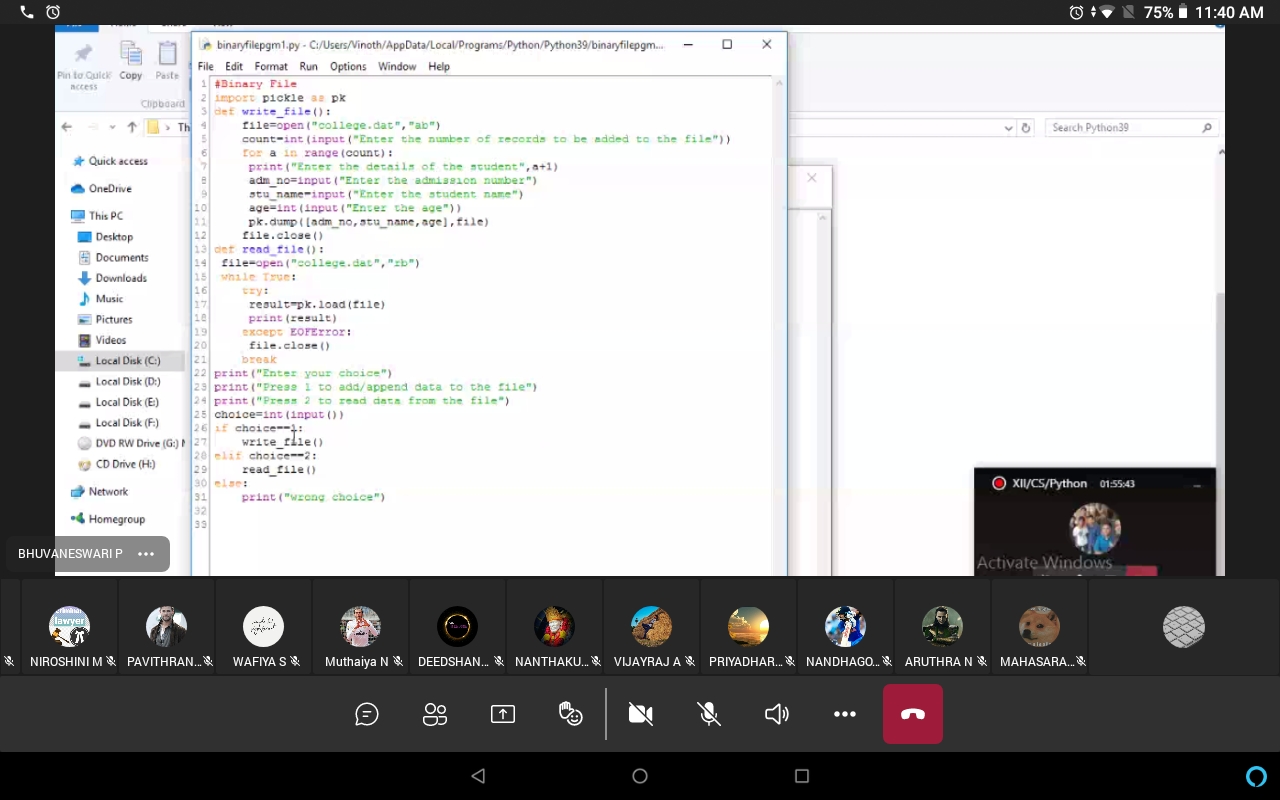 75% 11:40 AM
binaryfilepgm1.py - C:/Users/Vinoth/AppData/Local/Programs/Python/Python39/binaryfilepgm...
File Edit Format Run Options Window Help
Pin to Quick access
Copy
Paste
Clipboard
Th
Search Python39
Quick access
OneDrive
This PC
Desktop
Documents
Downloads
Music
Pictures
Videos
Local Disk (C:)
Local Disk (D:)
Local Disk (E:)
Local Disk (F:)
DVD RW Drive (G:)
CD Drive (H:)
Network
Homegroup
1 #Binary File
2 import pickle as pk
3 def write_file():
4     file=open("college.dat","ab")
5     count=int(input("Enter the number of records to be added to the file"))
6     for a in range(count):
7      print("Enter the details of the student",a+1)
8      adm_no=input("Enter the admission number")
9      stu_name=input("Enter the student name")
10      age=int(input("Enter the age"))
11      pk.dump([adm_no,stu_name,age],file)
12     file.close()
13 def read_file():
14  file=open("college.dat","rb")
15  while True:
16     try:
17      result=pk.load(file)
18      print(result)
19     except EOFError:
20      file.close()
21     break
22 print("Enter your choice")
23 print("Press 1 to add/append data to the file")
24 print("Press 2 to read data from the file")
25 choice=int(input())
26 if choice==1:
27     write_file()
28 elif choice==2:
29     read_file()
30 else:
31     print("wrong choice")
32
33
XII/CS/Python 01:55:43
Activate Windows
BHUVANESWARI P
NIROSHINI M
PAVITHRAN...
WAFIYA S
Muthaiya N
DEEDSHAN...
NANTHAKU...
VIJAYRAJ A
PRIYADHAR...
NANDHAGO...
ARUTHRA N
MAHASARA...